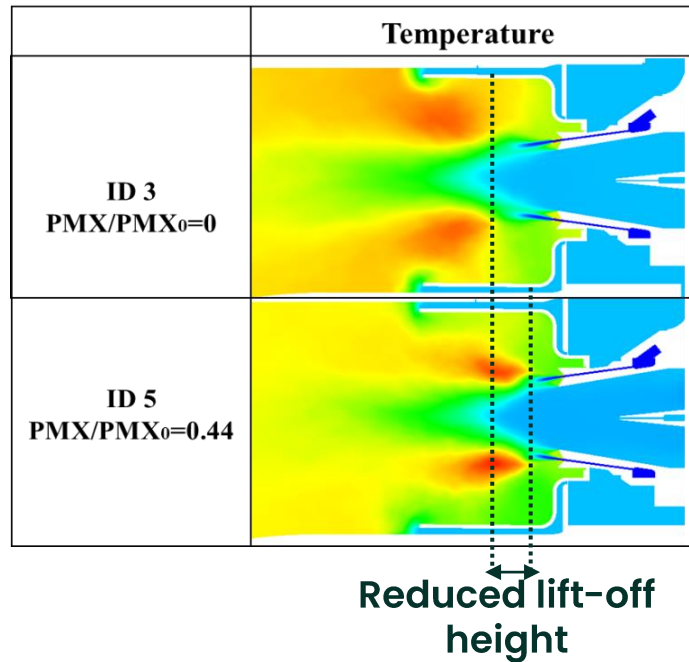 Temperature
ID 3
PMX/PMX₀=0
ID 5
PMX/PMX₀=0.44
Reduced lift-off
height